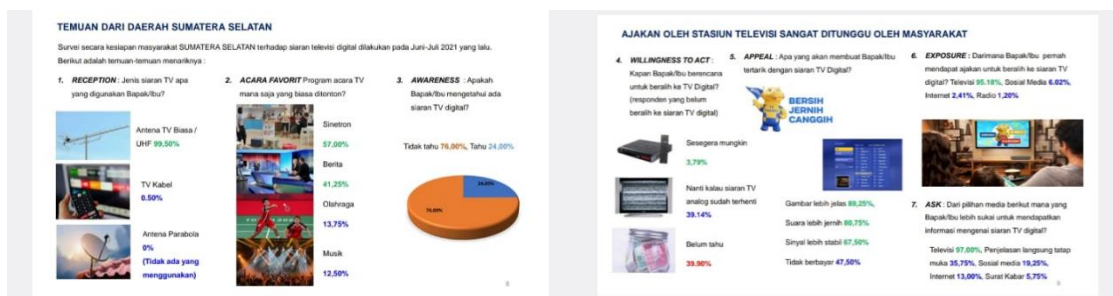 TEMUAN DARI DAERAH SUMATERA SELATAN
Survei secara kesiapan masyarakat SUMATERA SELATAN terhadap siaran televisi digital dilakukan pada Juni-Juli 2021 yang lalu.
Berikut adalah temuan-temuan menariknya :
1. RECEPTION : Jenis siaran TV apa
yang digunakan Bapak/Ibu?
Antena TV Biasa /
UHF 99,50%
TV Kabel
0.50%
Antena Parabola
0%
(Tidak ada yang
menggunakan)
2. ACARA FAVORIT Program acara TV
mana saja yang biasa ditonton?
Sinetron
57,00%
Berita
41,25%
Olahraga
13,75%
Musik
12,50%
3. AWARENESS : Apakah
Bapak/Ibu mengetahui ada
siaran TV digital?
Tidak tahu 76,00%, Tahu 24,00%
24,00%
76,00%
AJAKAN OLEH STASIUN TELEVISI SANGAT DITUNGGU OLEH MASYARAKAT
4. WILLINGNESS TO ACT :
Kapan Bapak/Ibu berencana
untuk beralih ke TV Digital?
(responden yang belum
beralih ke siaran TV digital)
Sesegera mungkin
3,79%
Nanti kalau siaran TV
analog sudah terhenti
39.14%
Belum tahu
39.90%
5. APPEAL : Apa yang akan membuat Bapak/Ibu
tertarik dengan siaran TV Digital?
BERSIH
JERNIH
CANGGIH
Gambar lebih jelas 89,25%,
Suara lebih jernih 80,75%
Sinyal lebih stabil 67,50%
Tidak berbayar 47,50%
6. EXPOSURE : Darimana Bapak/Ibu pernah
mendapat ajakan untuk beralih ke siaran TV
digital? Televisi 95.18%, Sosial Media 6.02%,
Internet 2,41%, Radio 1,20%
7. ASK : Dari pilihan media berikut mana yang
Bapak/Ibu lebih sukai untuk mendapatkan
informasi mengenai siaran TV digital?
Televisi 97,00%, Penjelasan langsung tatap
muka 35,75%, Sosial media 19,25%,
Internet 13,00%, Surat Kabar 5,75%